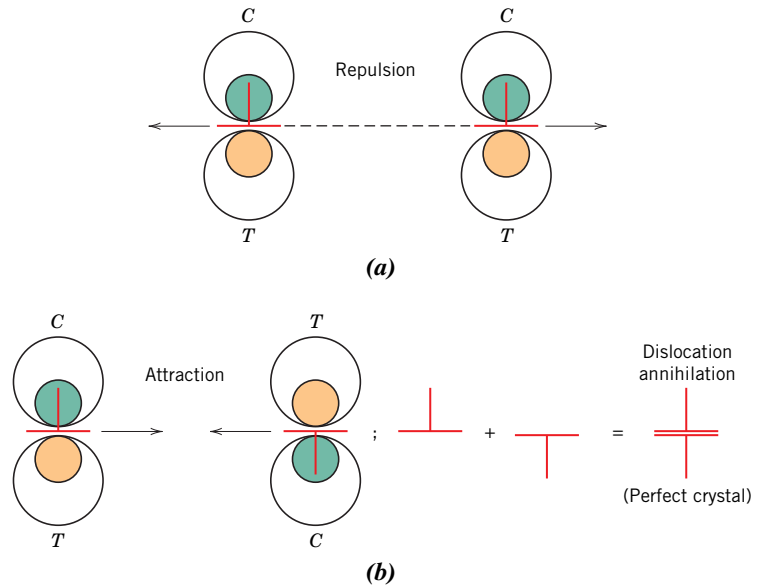 C
C
Repulsion
T
T
(a)
C
T
Attraction
Dislocation
annihilation
; + =
(Perfect crystal)
T
C
(b)